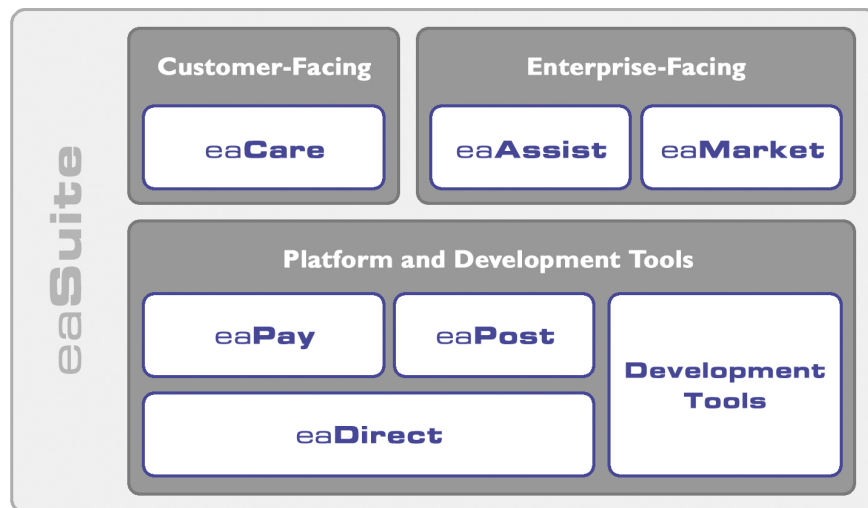 eaSuite
Customer-Facing
eaCare
Enterprise-Facing
eaAssist
eaMarket
Platform and Development Tools
eaPay
eaPost
eaDirect
Development
Tools